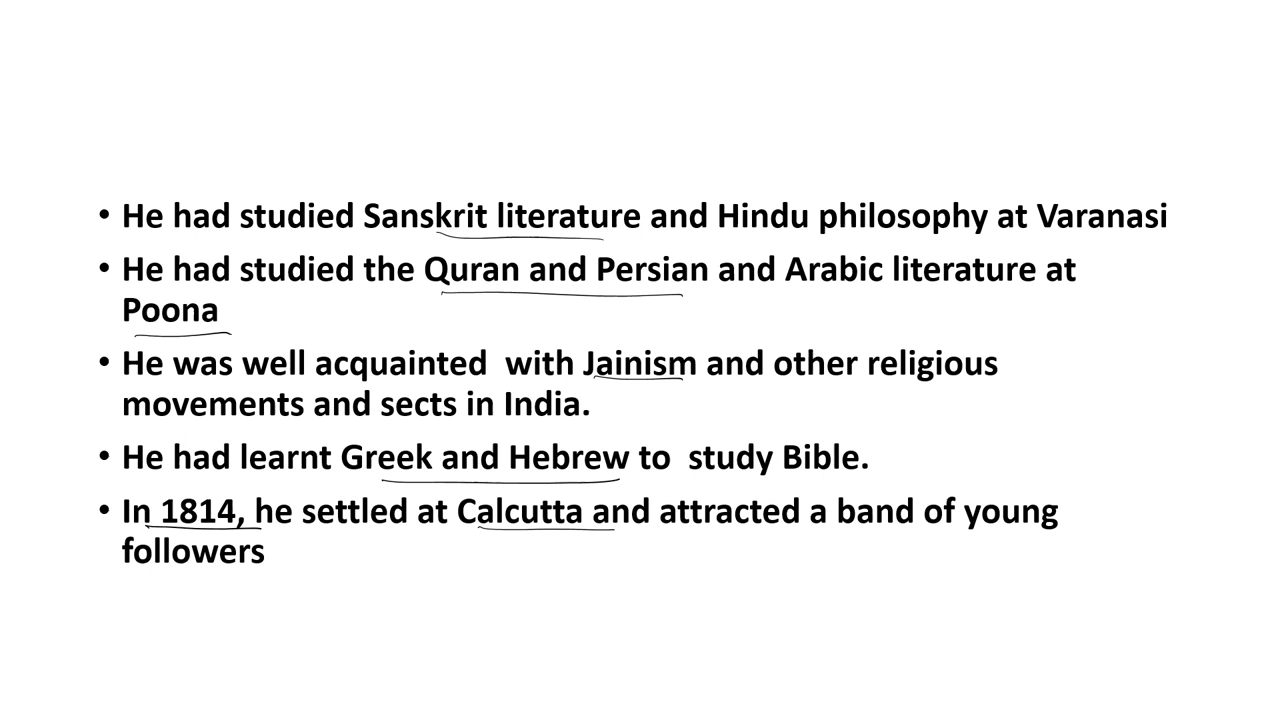 • He had studied Sanskrit literature and Hindu philosophy at Varanasi
• He had studied the Quran and Persian and Arabic literature at
Poona
• He was well acquainted  with Jainism and other religious
movements and sects in India.
• He had learnt Greek and Hebrew to  study Bible.
• In 1814, he settled at Calcutta and attracted a band of young
followers